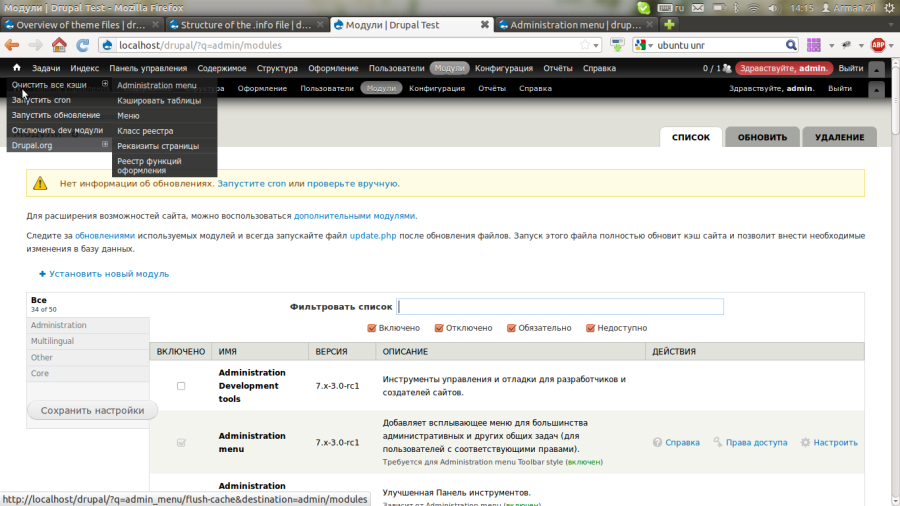 Модули | Drupal Test - Mozilla Firefox
ru
14:15
Arman Zil
Overview of theme files | dr...
Structure of the .info file | d...
Модули | Drupal Test
Administration menu | drup...
localhost/drupal/?q=admin/modules
ubuntu unr
ABP
Задачи Индекс Панель управления Содержимое Структура Оформление Пользователи Модули Конфигурация Отчёты Справка
0 / 1
Здравствуйте, admin. Выйти
Оформление Пользователи Модули Конфигурация Отчёты Справка
Здравствуйте, admin. Выйти
Очистить все кэши
Запустить cron
Запустить обновление
Отключить dev модули
Drupal.org
Administration menu
Кэшировать таблицы
Меню
Класс реестра
Реквизиты страницы
Реестр функций
оформления
СПИСОК
ОБНОВИТЬ
УДАЛЕНИЕ
Нет информации об обновлениях. Запустите cron или проверьте вручную.
Для расширения возможностей сайта, можно воспользоваться дополнительными модулями.
Следите за обновлениями используемых модулей и всегда запускайте файл update.php после обновления файлов. Запуск этого файла полностью обновит кэш сайта и позволит внести необходимые
изменения в базу данных.
Установить новый модуль
Все
34 of 50
Administration
Multilingual
Other
Core
Сохранить настройки
Фильтровать список
Включено Отключено Обязательно Недоступно
ВКЛЮЧЕНО ИМЯ ВЕРСИЯ ОПИСАНИЕ ДЕЙСТВИЯ
Administration
Development
tools
7.x-3.0-rc1
Инструменты управления и отладки для разработчиков и
создателей сайтов.
Administration
menu
7.x-3.0-rc1
Добавляет всплывающее меню для большинства
административных и других общих задач (для
пользователей с соответствующими правами).
Требуется для Administration menu Toolbar style (включен)
Справка Права доступа Настроить
Administration
Улучшенная Панель инструментов.
Зависит от Administration menu (включен)
http://localhost/drupal/?q=admin_menu/flush-cache&destination=admin/modules